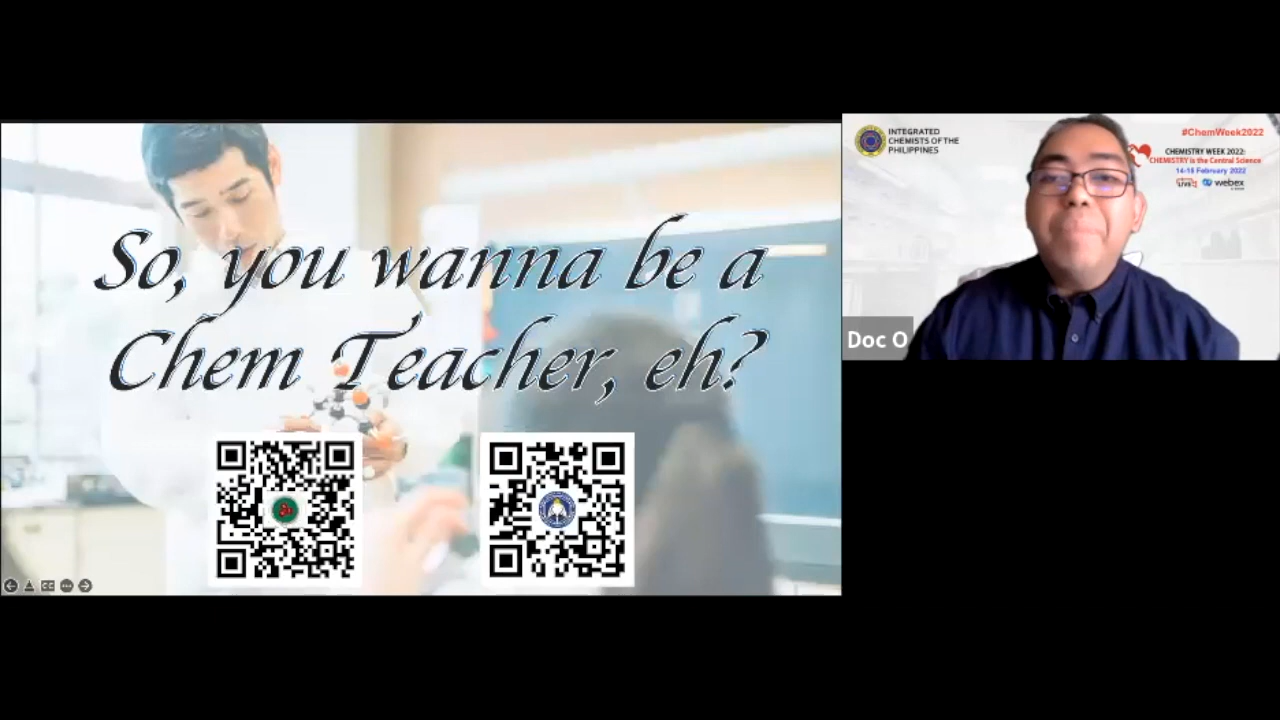 So, you wanna be a
Chem Teacher, eh?
INTEGRATED
CHEMISTS OF THE
PHILIPPINES
#ChemWeek2022
CHEMISTRY WEEK 2022:
CHEMISTRY is the Central Science
14-18 February 2022
LIVE
webex
Doc O